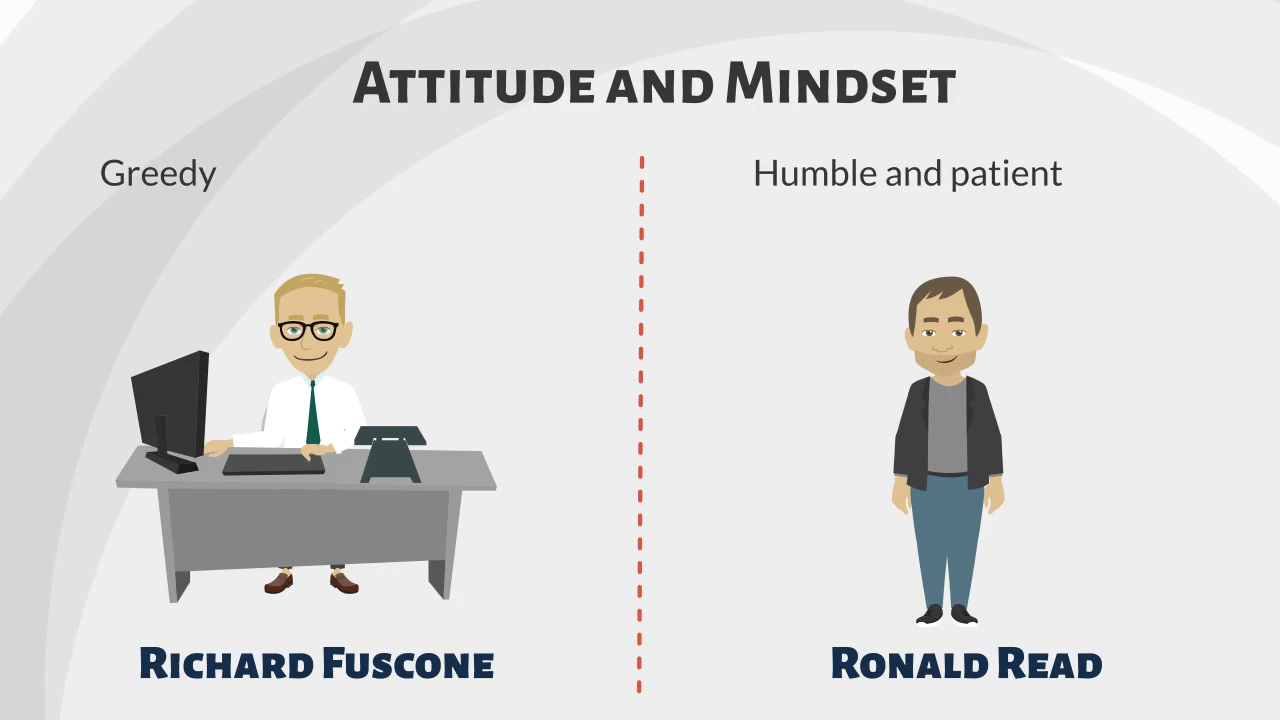 Attitude and Mindset
Greedy
Humble and patient
Richard Fuscone
Ronald Read